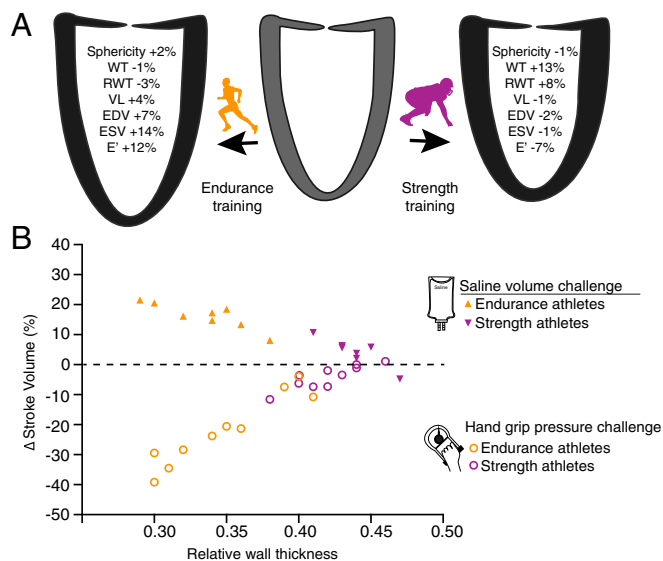 A
Sphericity +2%
WT -1%
RWT -3%
VL +4%
EDV +7%
ESV +14%
E' +12%
Endurance
training
Strength
training
Sphericity -1%
WT +13%
RWT +8%
VL -1%
EDV -2%
ESV -1%
E' -7%
B
Δ Stroke Volume (%)
40
30
20
10
0
-10
-20
-30
-40
-50
0.30
0.35
0.40
0.45
0.50
Relative wall thickness
Saline
Saline volume challenge
Endurance athletes
Strength athletes
Hand grip pressure challenge
Endurance athletes
Strength athletes